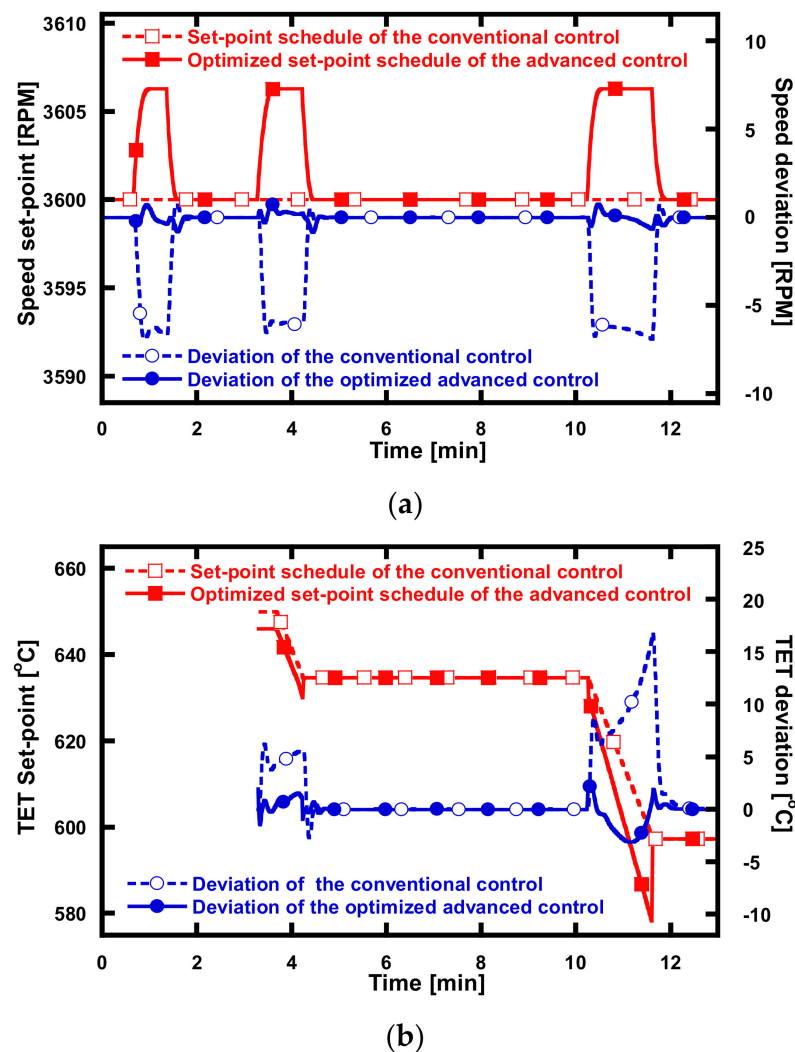 3610
3605
3600
3595
3590
Speed set-point [RPM]
Set-point schedule of the conventional control
Optimized set-point schedule of the advanced control
Deviation of the conventional control
Deviation of the optimized advanced control
10
5
0
-5
-10
Speed deviation [RPM]
0 2 4 6 8 10 12
Time [min]
(a)
660
640
620
600
580
TET Set-point [°C]
Set-point schedule of the conventional control
Optimized set-point schedule of the advanced control
Deviation of the conventional control
Deviation of the optimized advanced control
25
20
15
10
5
0
-5
-10
TET deviation [°C]
0 2 4 6 8 10 12
Time [min]
(b)